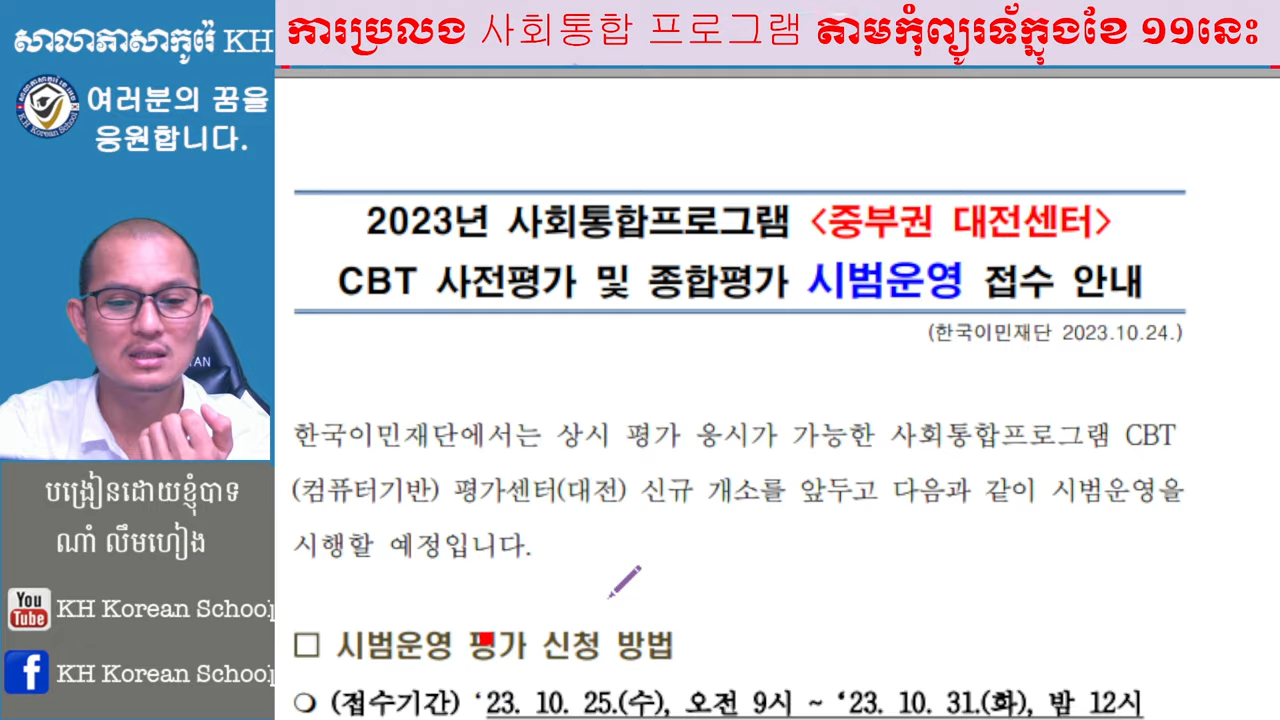 សាលាភាសាកូរ៉េ KH
ការប្រលង 사회통합 프로그램 តាមកុំព្យូរទ័ក្នុងខែ ១១នេះ
여러분의 꿈을
응원합니다.
2023년 사회통합프로그램 <중부권 대전센터>
CBT 사전평가 및 종합평가 시범운영 접수 안내
(한국이민재단 2023.10.24.)
한국이민재단에서는 상시 평가 응시가 가능한 사회통합프로그램 CBT
(컴퓨터기반) 평가센터(대전) 신규 개소를 앞두고 다음과 같이 시범운영을
시행할 예정입니다.
□ 시범운영 평가 신청 방법
❍ (접수기간) ‘23. 10. 25.(수), 오전 9시 ~ ‘23. 10. 31.(화), 밤 12시
បង្រៀនដោយខ្ញុំបាទ
ណាំ លឹមហៀង
You
Tube
KH Korean School
f
KH Korean School